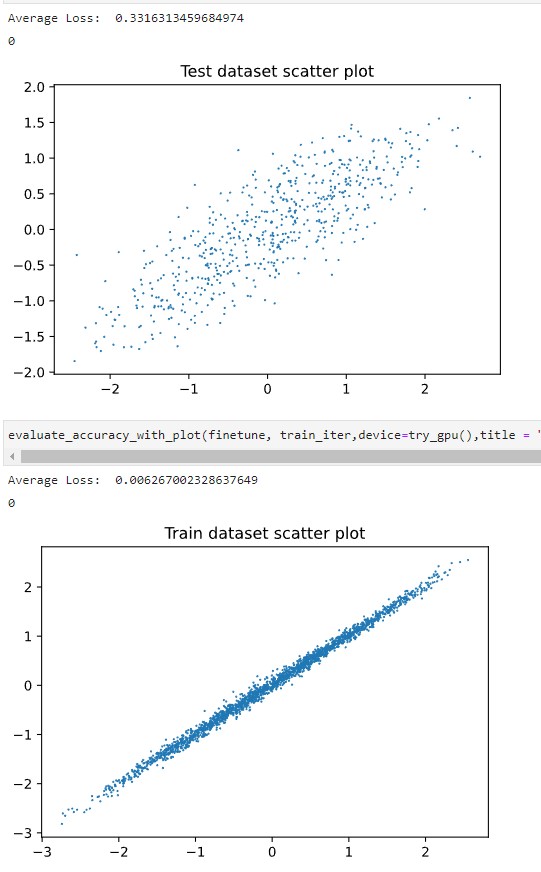 Average Loss:  0.3316313459684974
0
Test dataset scatter plot
2.0
1.5
1.0
0.5
0.0
−0.5
−1.0
−1.5
−2.0
−2 −1 0 1 2
evaluate_accuracy_with_plot(finetune, train_iter,device=try_gpu(),title = '
Average Loss:  0.006267002328637649
0
Train dataset scatter plot
2
1
0
−1
−2
−3
−3 −2 −1 0 1 2